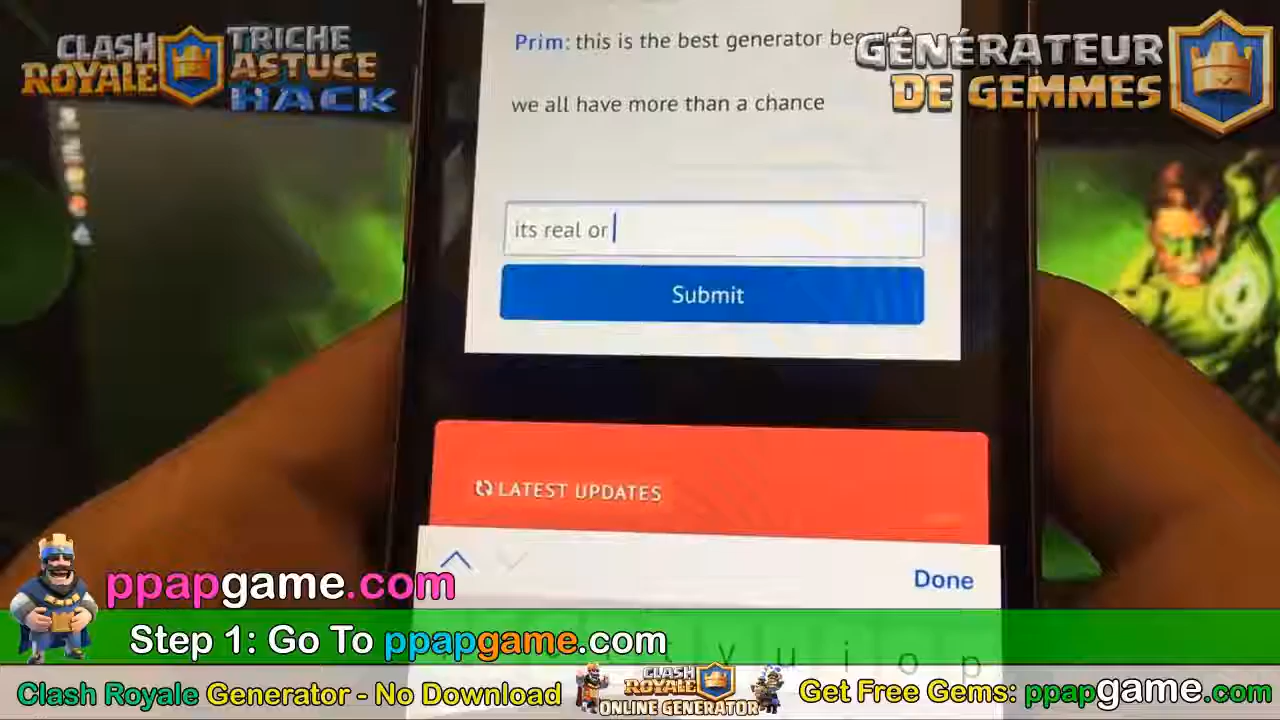 CLASH ROYALE
TRICHE
ASTUCE
HACK
GÉNÉRATEUR
DE GEMMES
Prim: this is the best generator
we all have more than a chance
its real or
Submit
LATEST UPDATES
Done
ppapgame.com
Step 1: Go To ppapgame.com
y u i o p
Clash Royale Generator - No Download
CLASH ROYALE
ONLINE GENERATOR
Get Free Gems: ppapgame.com